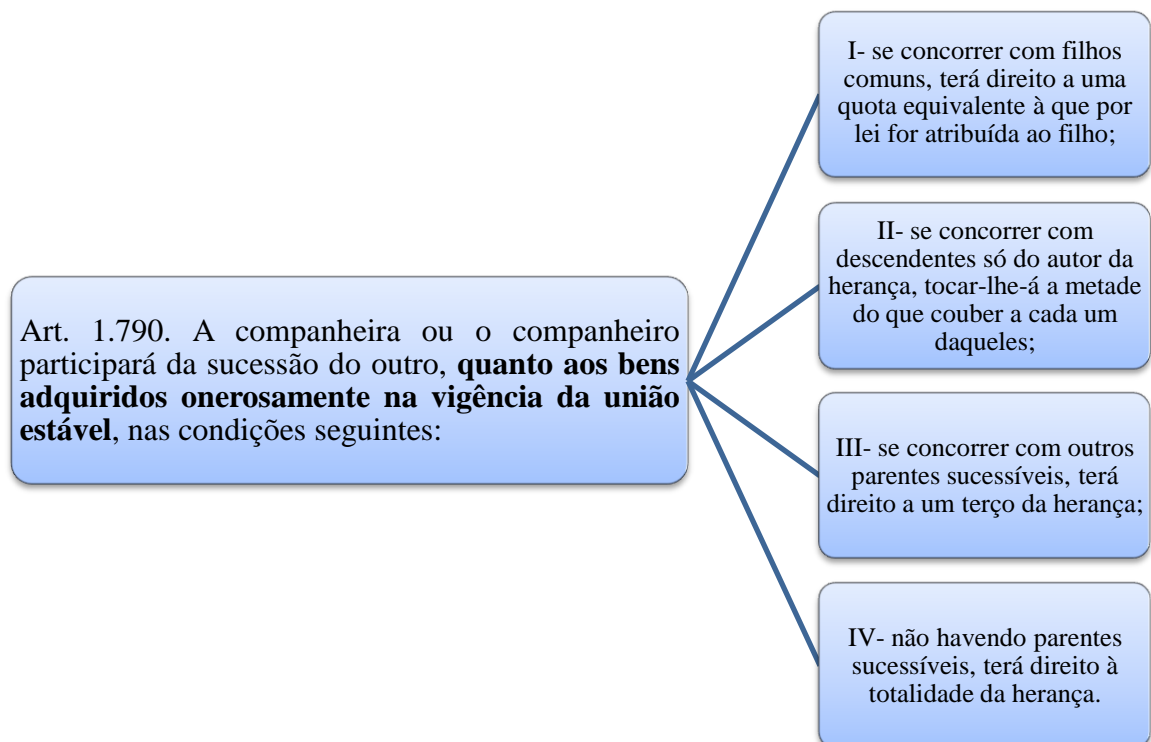 Art. 1.790. A companheira ou o companheiro
participará da sucessão do outro, quanto aos bens
adquiridos onerosamente na vigência da união
estável, nas condições seguintes:
I- se concorrer com filhos
comuns, terá direito a uma
quota equivalente à que por
lei for atribuída ao filho;
II- se concorrer com
descendentes só do autor da
herança, tocar-lhe-á a metade
do que couber a cada um
daqueles;
III- se concorrer com outros
parentes sucessíveis, terá
direito a um terço da herança;
IV- não havendo parentes
sucessíveis, terá direito à
totalidade da herança.